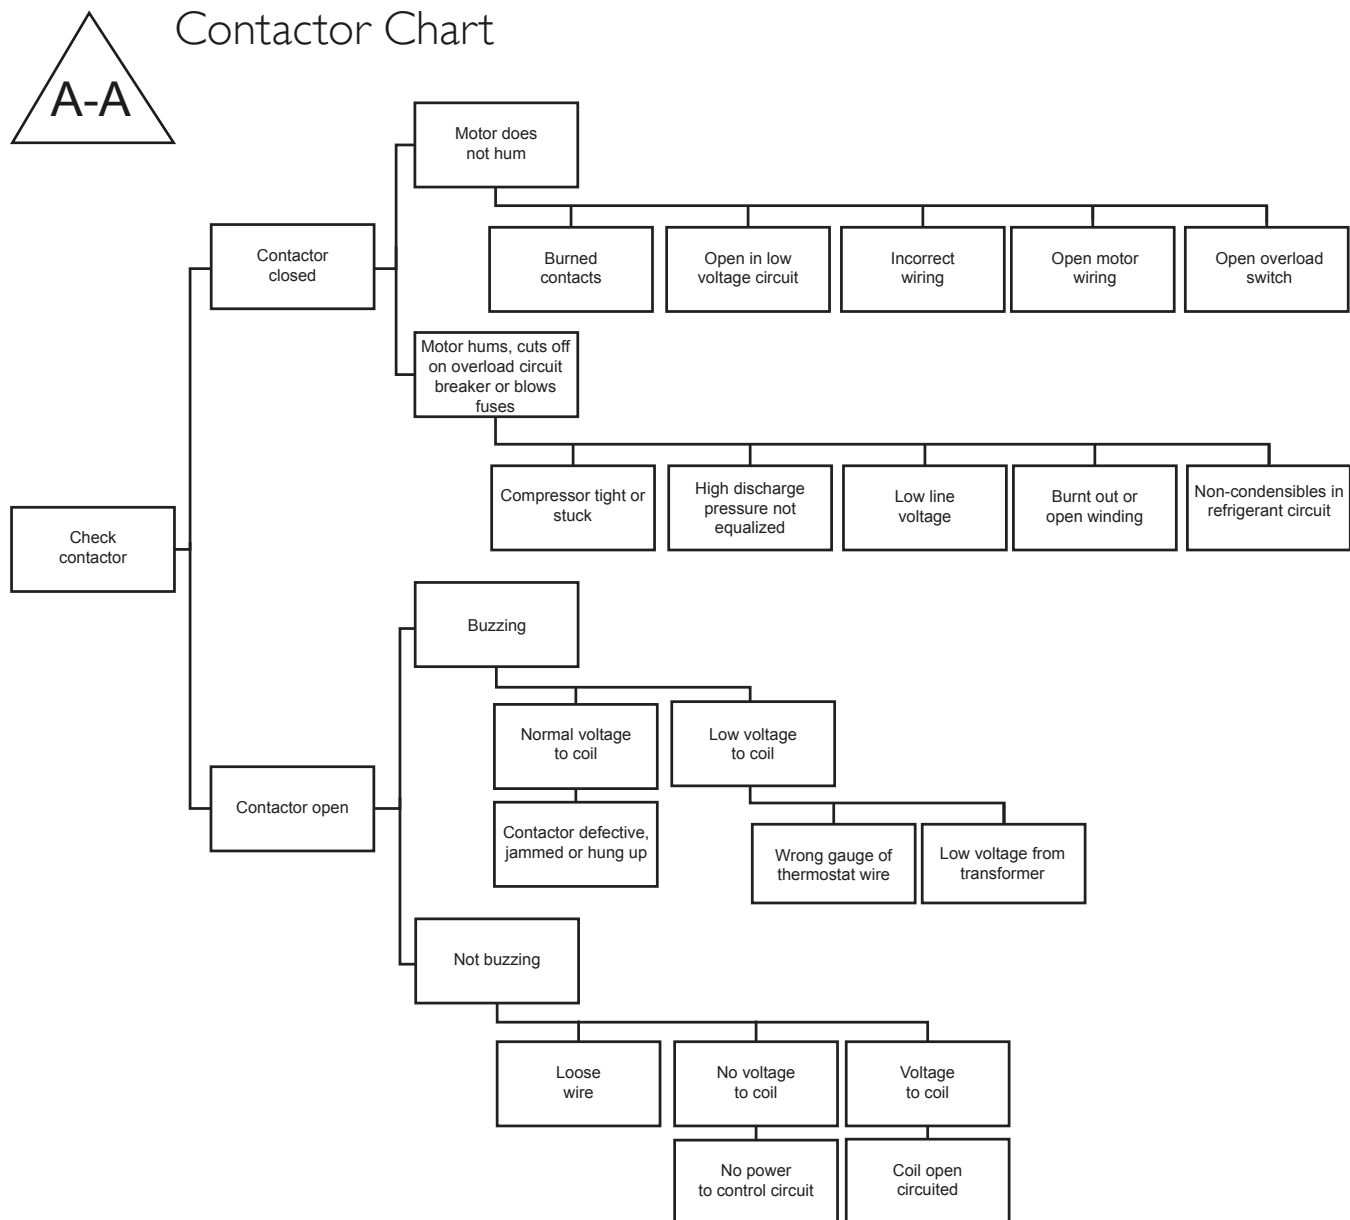 Contactor Chart
A-A
Motor does
not hum
Contactor
closed
Burned
contacts
Open in low
voltage circuit
Incorrect
wiring
Open motor
wiring
Open overload
switch
Motor hums, cuts off
on overload circuit
breaker or blows
fuses
Compressor tight or
stuck
High discharge
pressure not
equalized
Low line
voltage
Burnt out or
open winding
Non-condensibles in
refrigerant circuit
Check
contactor
Buzzing
Normal voltage
to coil
Low voltage
to coil
Contactor open
Contactor defective,
jammed or hung up
Wrong gauge of
thermostat wire
Low voltage from
transformer
Not buzzing
Loose
wire
No voltage
to coil
Voltage
to coil
No power
to control circuit
Coil open
circuited